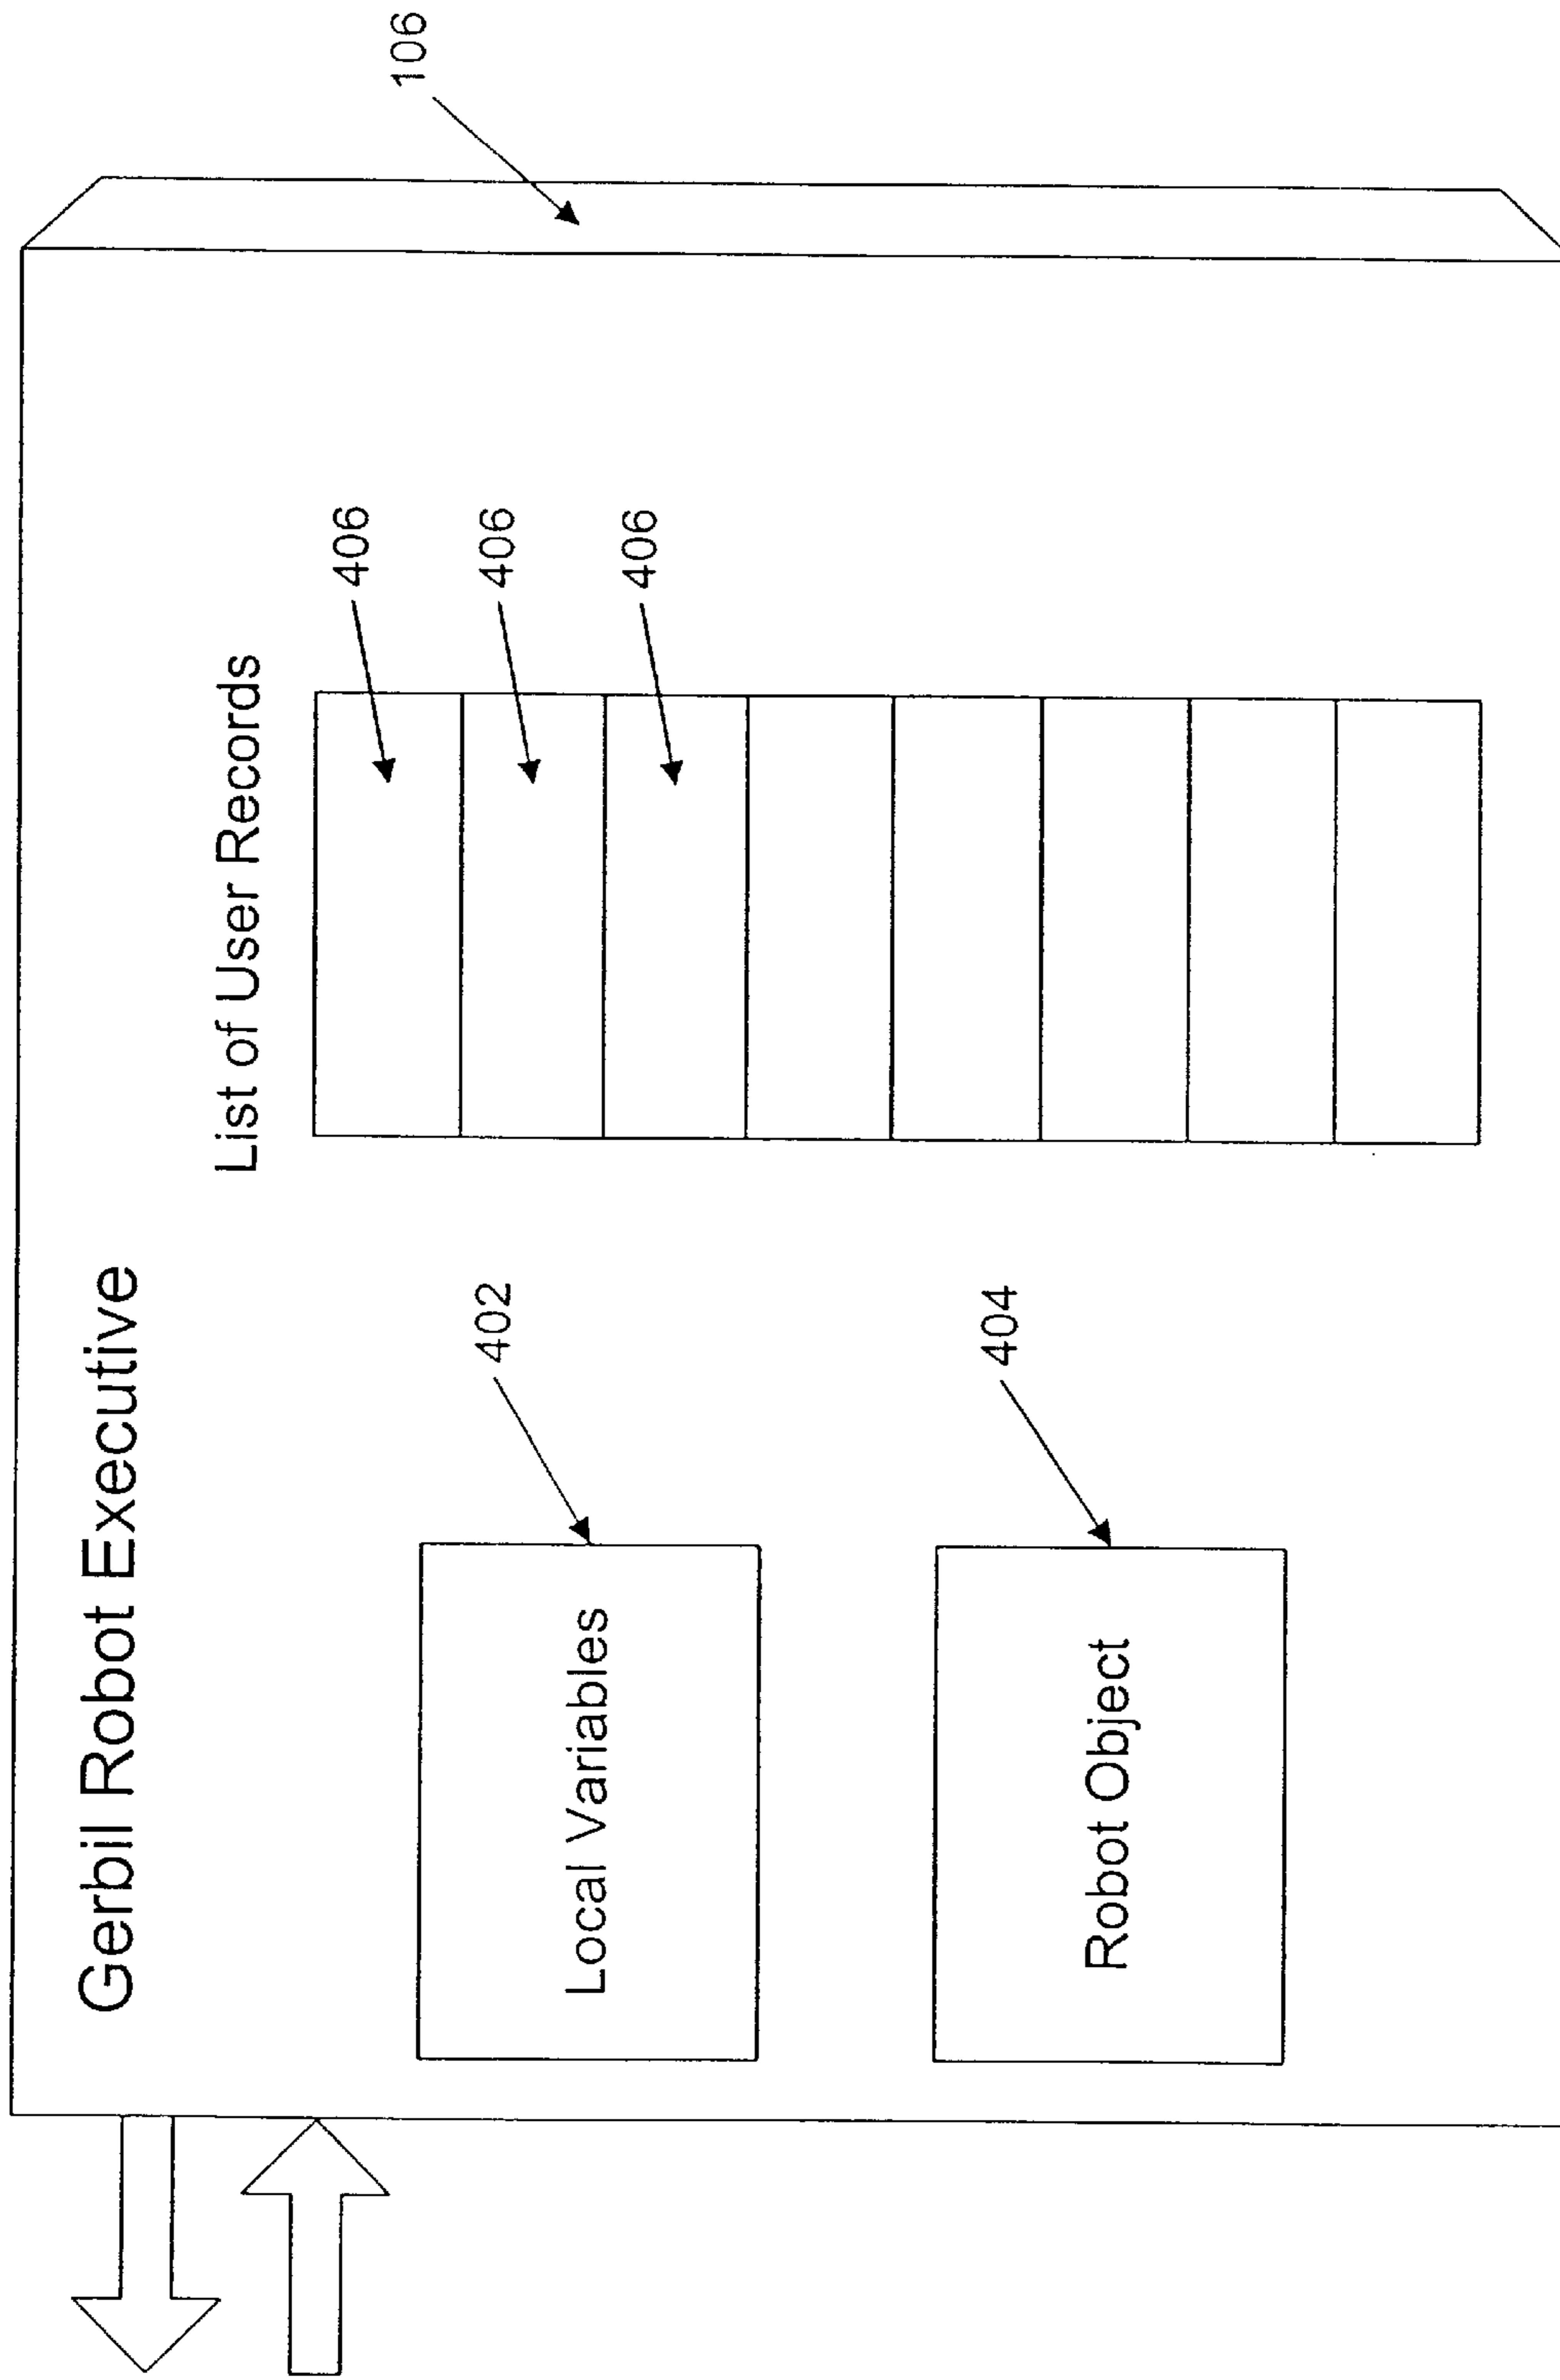 Gerbil Robot Executive
106
List of User Records
406
406
406
402
Local Variables
404
Robot Object